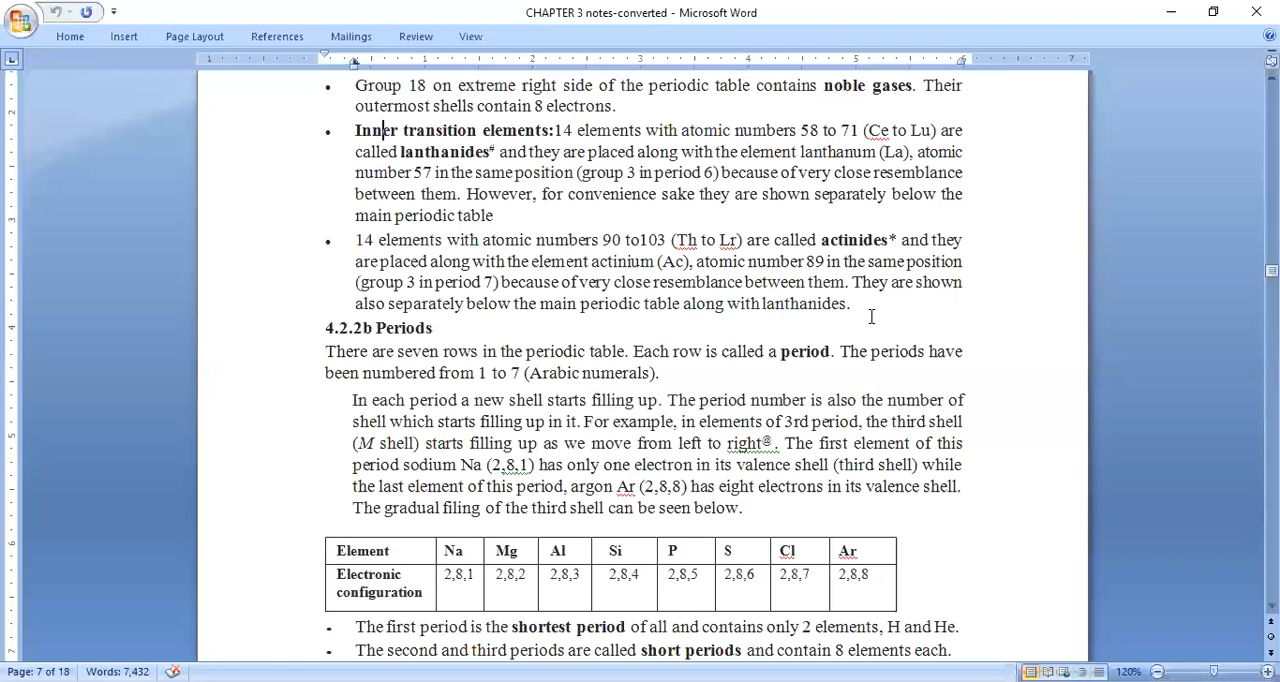 CHAPTER 3 notes-converted - Microsoft Word
Home Insert Page Layout References Mailings Review View
1 1 2 3 4 5 6 7
Group 18 on extreme right side of the periodic table contains noble gases. Their
outermost shells contain 8 electrons.
Inner transition elements:14 elements with atomic numbers 58 to 71 (Ce to Lu) are
called lanthanides# and they are placed along with the element lanthanum (La), atomic
number 57 in the same position (group 3 in period 6) because of very close resemblance
between them. However, for convenience sake they are shown separately below the
main periodic table
14 elements with atomic numbers 90 to103 (Th to Lr) are called actinides* and they
are placed along with the element actinium (Ac), atomic number 89 in the same position
(group 3 in period 7) because of very close resemblance between them. They are shown
also separately below the main periodic table along with lanthanides.
4.2.2b Periods
There are seven rows in the periodic table. Each row is called a period. The periods have
been numbered from 1 to 7 (Arabic numerals).
In each period a new shell starts filling up. The period number is also the number of
shell which starts filling up in it. For example, in elements of 3rd period, the third shell
(M shell) starts filling up as we move from left to right@ . The first element of this
period sodium Na (2,8,1) has only one electron in its valence shell (third shell) while
the last element of this period, argon Ar (2,8,8) has eight electrons in its valence shell.
The gradual filing of the third shell can be seen below.
Element Na Mg Al Si P S Cl Ar
Electronic 2,8,1 2,8,2 2,8,3 2,8,4 2,8,5 2,8,6 2,8,7 2,8,8
configuration
The first period is the shortest period of all and contains only 2 elements, H and He.
The second and third periods are called short periods and contain 8 elements each.
Page: 7 of 18 Words: 7,432 120%